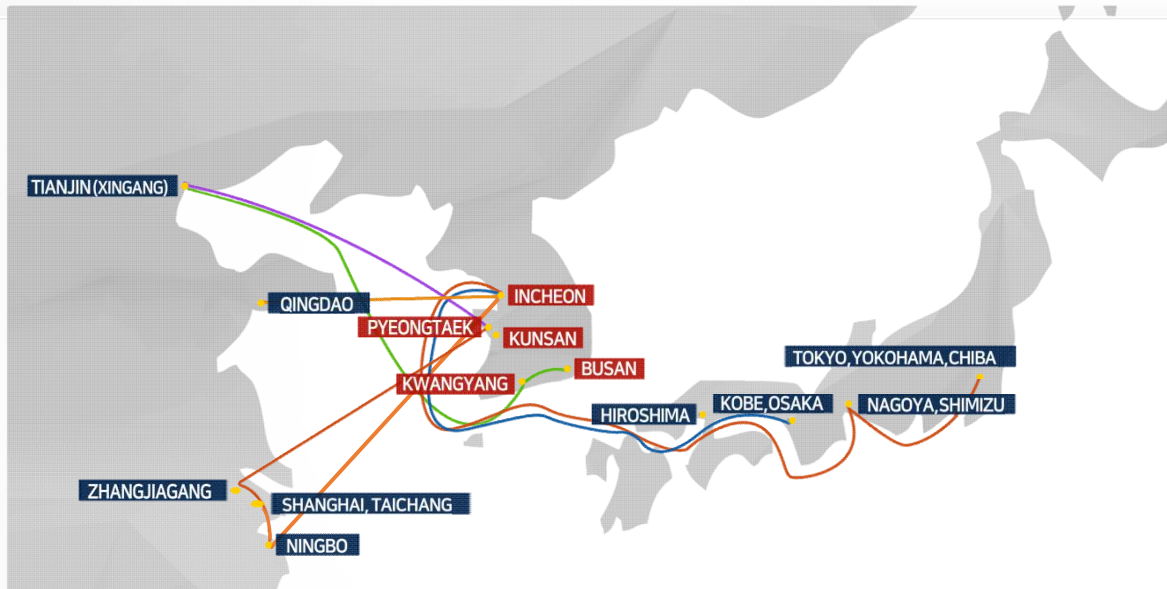 TIANJIN(XINGANG)
QINGDAO
INCHEON
PYEONGTAEK
KUNSAN
TOKYO,YOKOHAMA,CHIBA
BUSAN
KWANGYANG
HIROSHIMA
KOBE,OSAKA
NAGOYA,SHIMIZU
ZHANGJIAGANG
SHANGHAI,TAICHANG
NINGBO